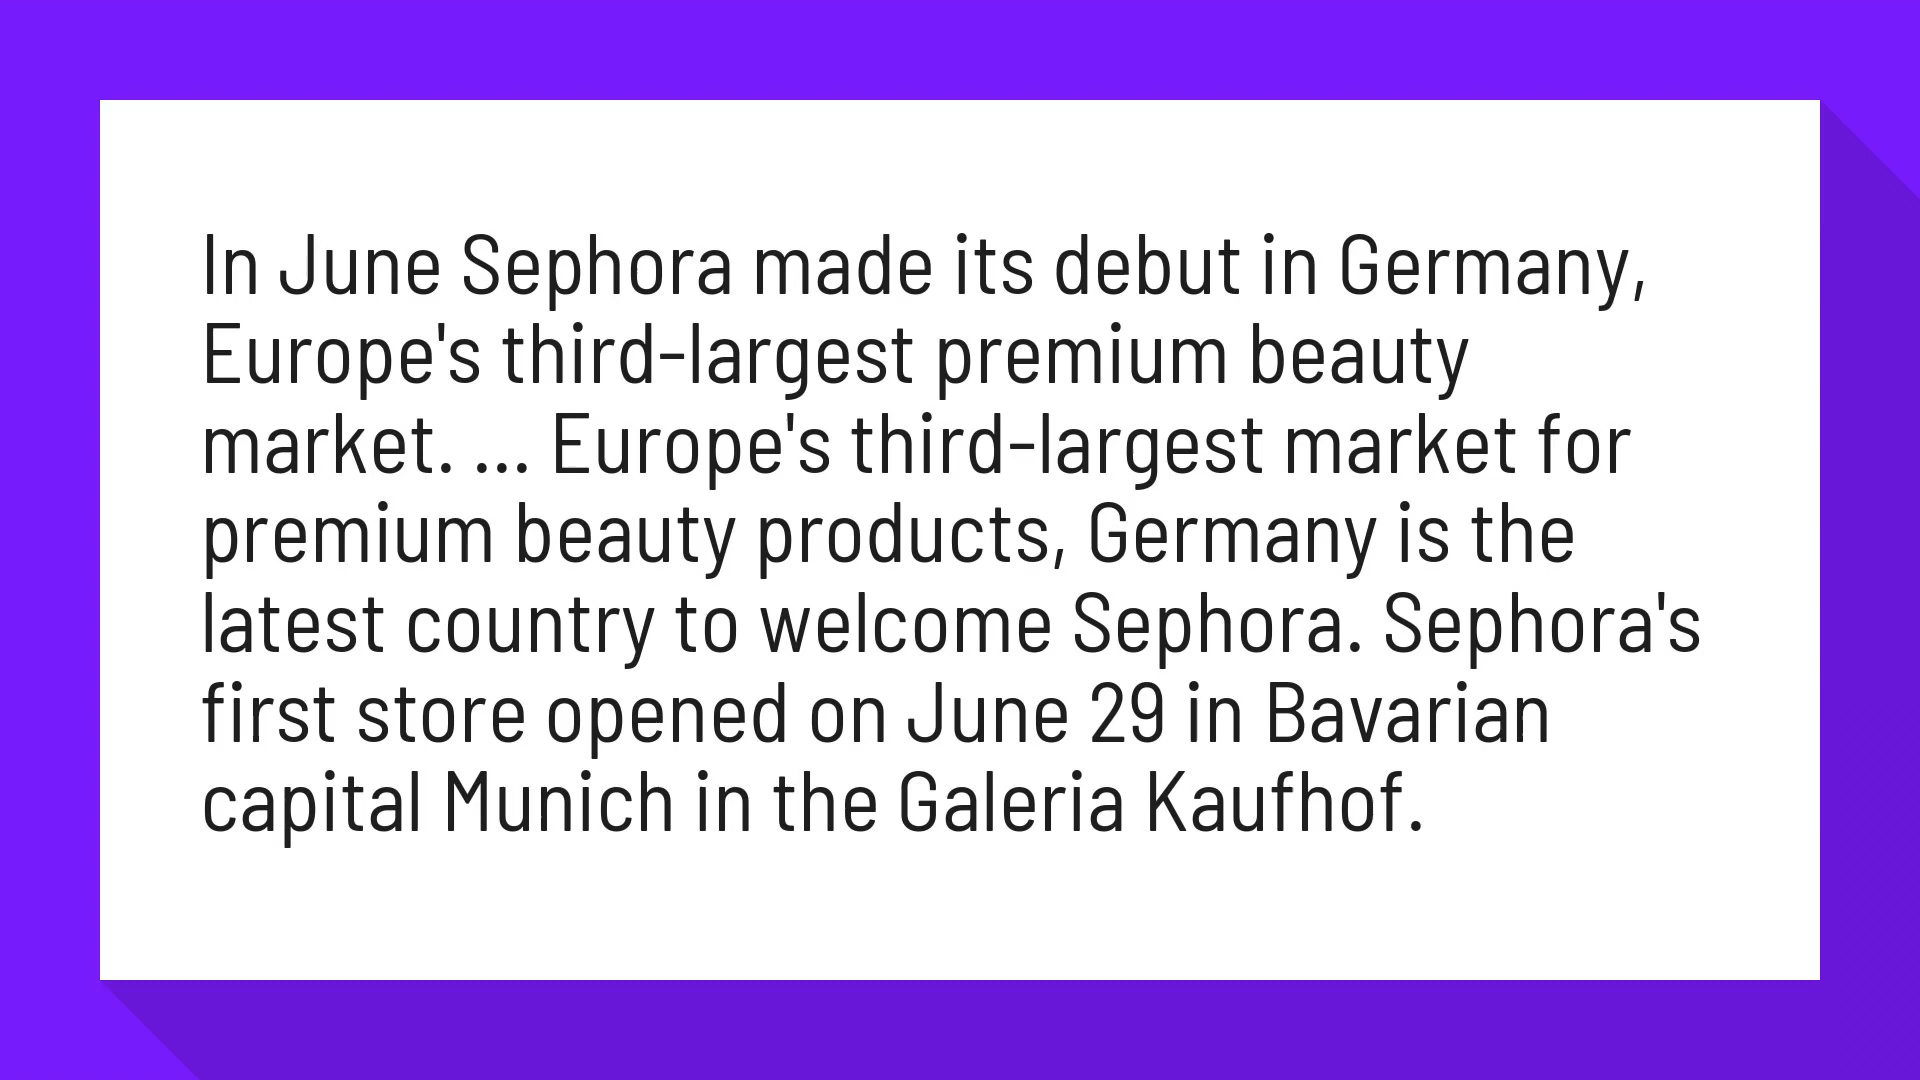 In June Sephora made its debut in Germany,
Europe's third-largest premium beauty
market. ... Europe's third-largest market for
premium beauty products, Germany is the
latest country to welcome Sephora. Sephora's
first store opened on June 29 in Bavarian
capital Munich in the Galeria Kaufhof.